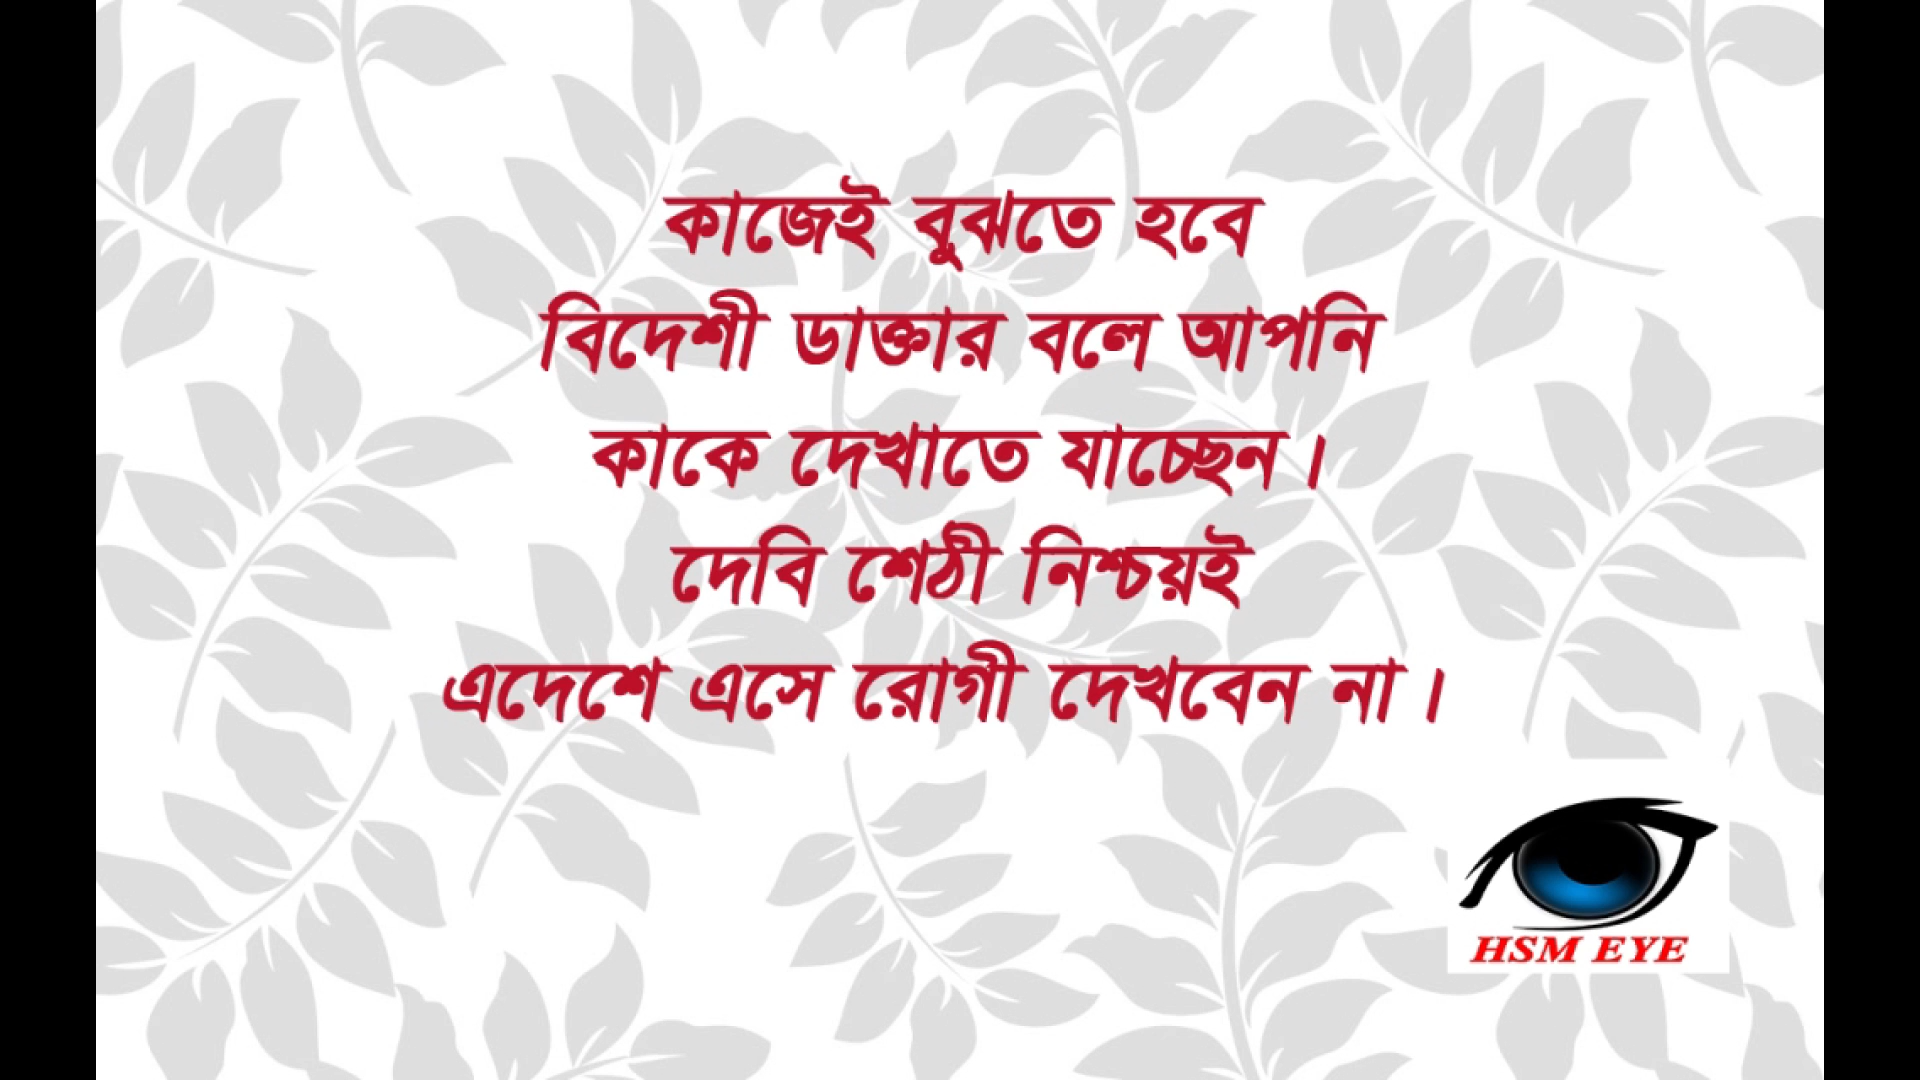 কাজেই বুঝতে হবে
বিদেশী ডাক্তার বলে আপনি
কাকে দেখাতে যাচ্ছেন।
দেবি শেঠী নিশ্চয়ই
এদেশে এসে রোগী দেখবেন না।
HSM EYE